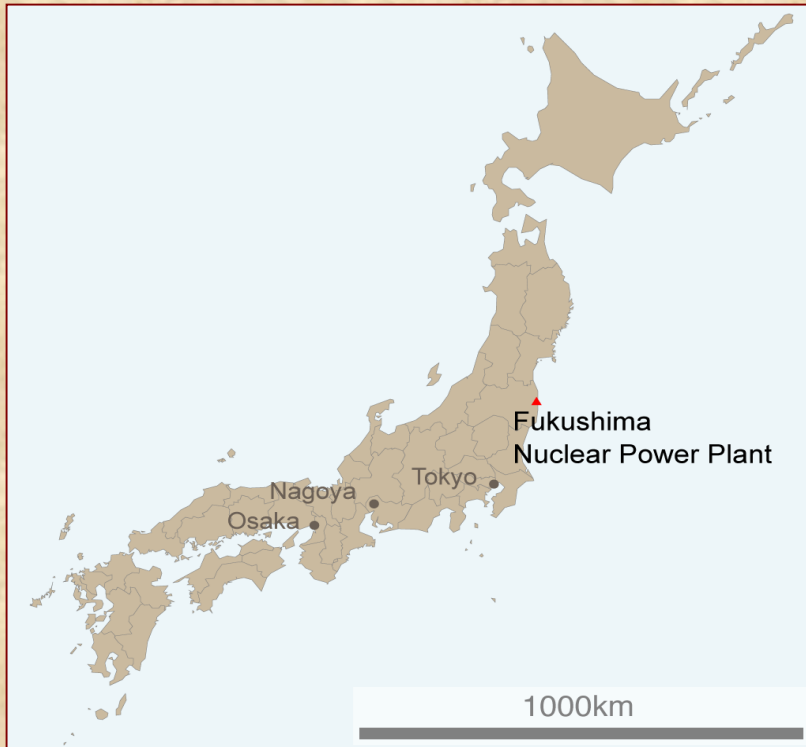 Fukushima
Nuclear Power Plant
Tokyo
Nagoya
Osaka
1000km